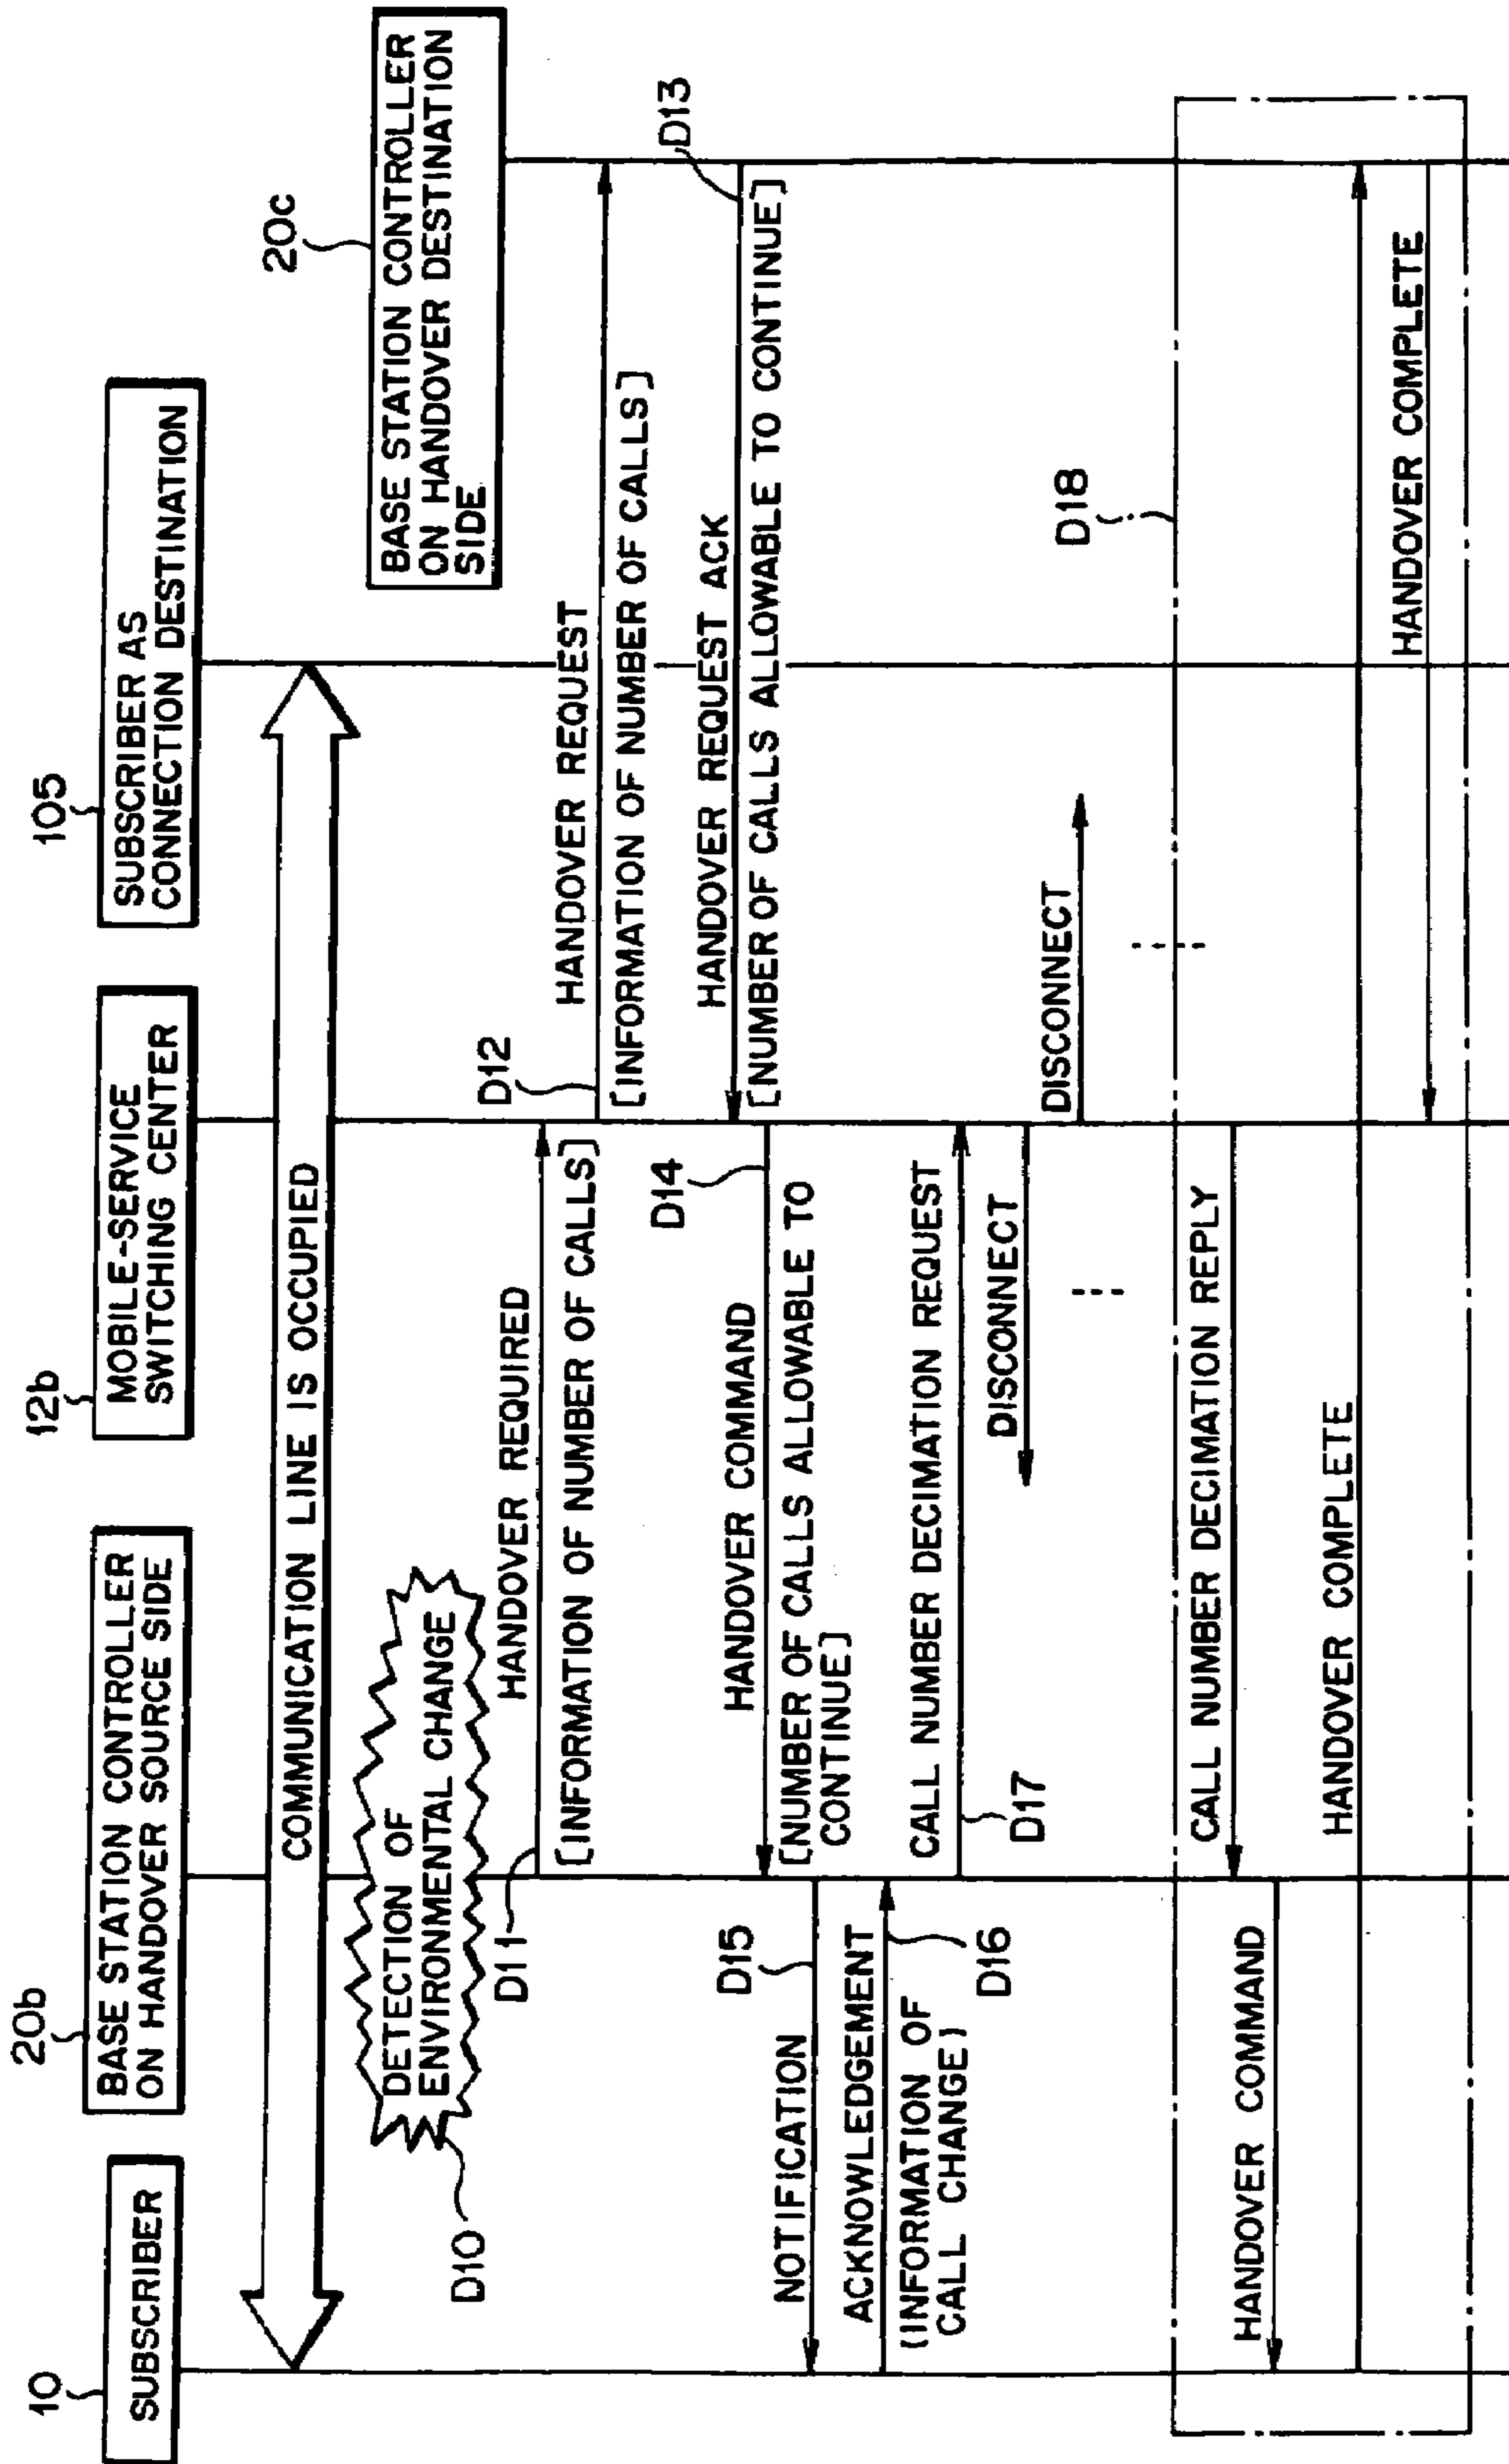 10
SUBSCRIBER
20b
BASE STATION CONTROLLER
ON HANDOVER SOURCE SIDE
12b
MOBILE-SERVICE
SWITCHING CENTER
105
SUBSCRIBER AS
CONNECTION DESTINATION
20c
BASE STATION CONTROLLER
ON HANDOVER DESTINATION
SIDE
COMMUNICATION LINE IS OCCUPIED
D10
DETECTION OF
ENVIRONMENTAL CHANGE
D11
HANDOVER REQUIRED
[INFORMATION OF NUMBER OF CALLS]
D12
HANDOVER REQUEST
[INFORMATION OF NUMBER OF CALLS]
D13
HANDOVER REQUEST ACK
[NUMBER OF CALLS ALLOWABLE TO CONTINUE]
D14
HANDOVER COMMAND
[NUMBER OF CALLS ALLOWABLE TO
CONTINUE]
D15
NOTIFICATION
ACKNOWLEDGEMENT
D16
(INFORMATION OF
CALL CHANGE)
CALL NUMBER DECIMATION REQUEST
D17
DISCONNECT
DISCONNECT
D18
CALL NUMBER DECIMATION REPLY
HANDOVER COMMAND
HANDOVER COMPLETE
HANDOVER COMPLETE